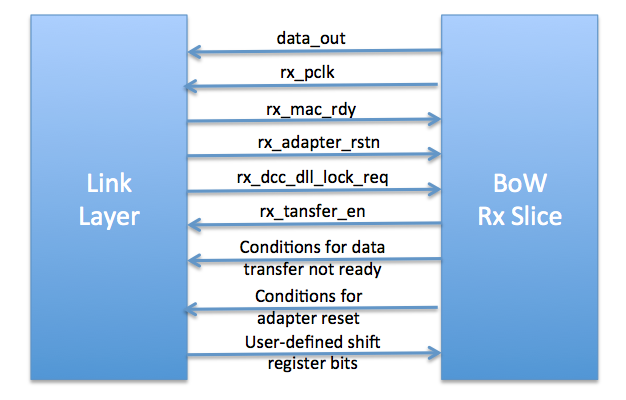 data_out
rx_pclk
rx_mac_rdy
rx_adapter_rstn
rx_dcc_dll_lock_req
rx_tansfer_en
Conditions for data
transfer not ready
Conditions for
adapter reset
User-defined shift
register bits
Link
Layer
BoW
Rx Slice